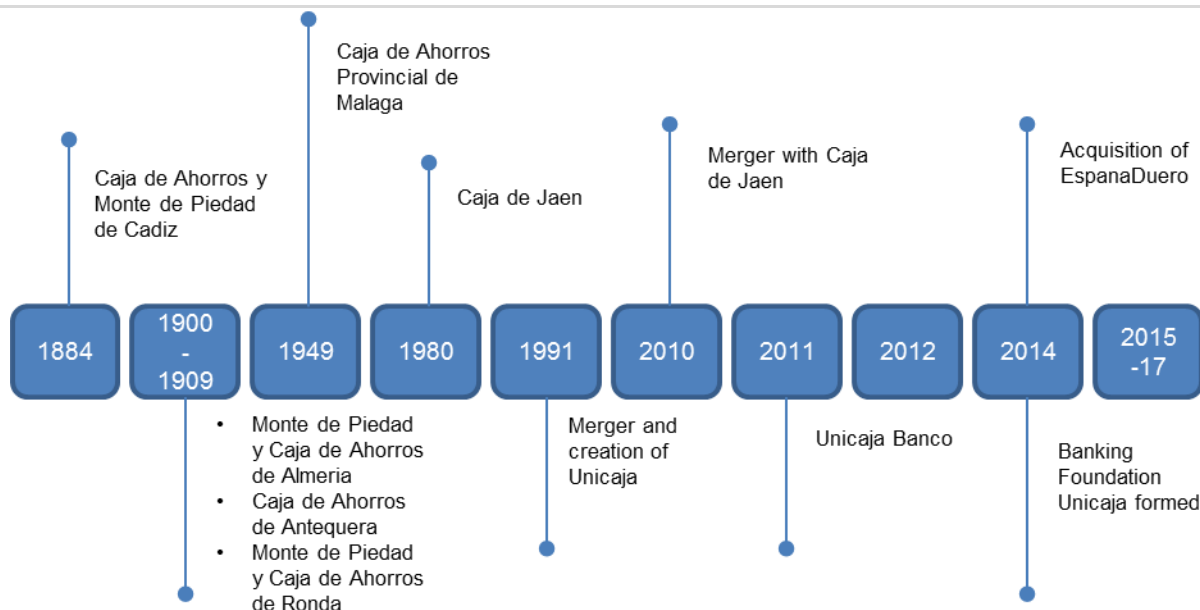 Caja de Ahorros
Provincial de
Malaga
Caja de Ahorros y
Monte de Piedad
de Cadiz
Caja de Jaen
Merger with Caja
de Jaen
Acquisition of
EspanaDuero
1884
1900
-
1909
1949
1980
1991
2010
2011
2012
2014
2015
-17
• Monte de Piedad
y Caja de Ahorros
de Almeria
• Caja de Ahorros
de Antequera
• Monte de Piedad
y Caja de Ahorros
de Ronda
Merger and
creation of
Unicaja
Unicaja Banco
Banking
Foundation
Unicaja formed